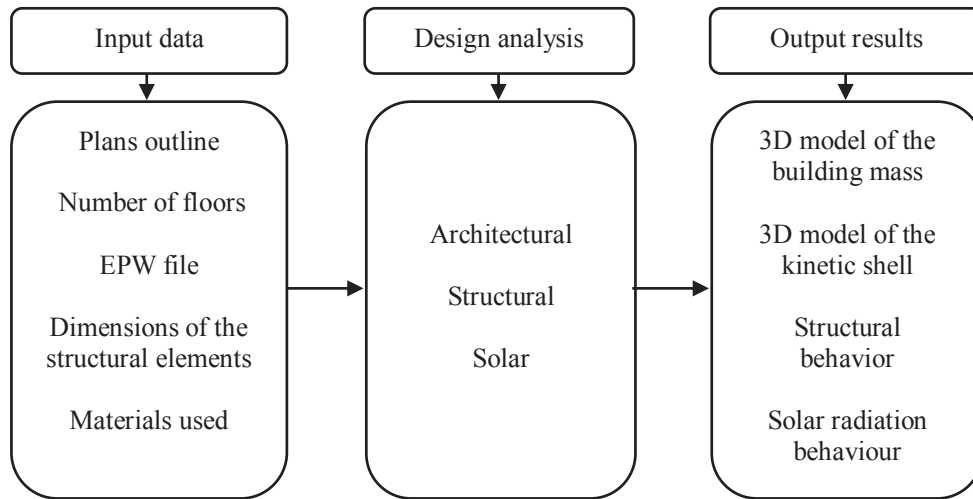 Input data
Plans outline
Number of floors
EPW file
Dimensions of the
structural elements
Materials used
Design analysis
Architectural
Structural
Solar
Output results
3D model of the
building mass
3D model of the
kinetic shell
Structural
behavior
Solar radiation
behaviour